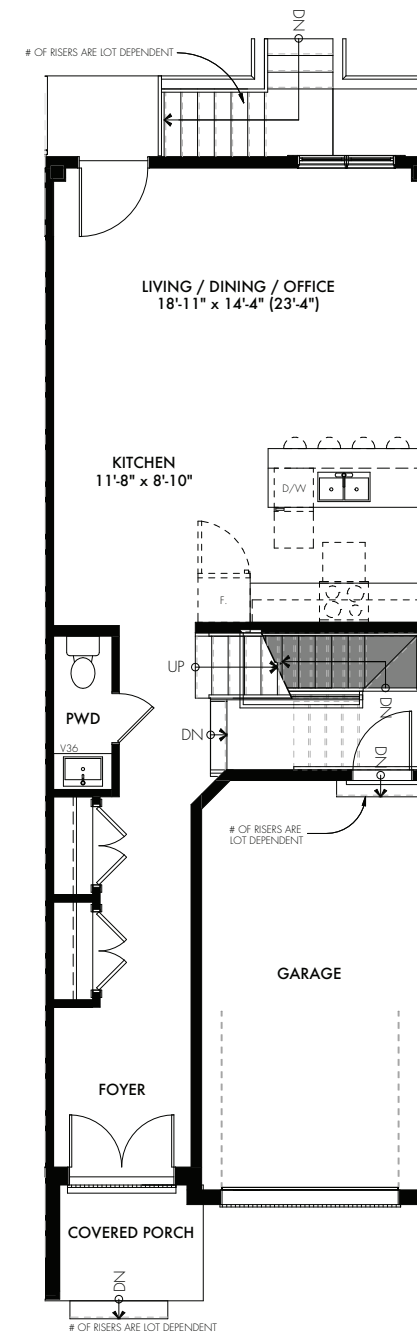 DN
# OF RISERS ARE LOT DEPENDENT
LIVING / DINING / OFFICE
18'-11" x 14'-4" (23'-4")
KITCHEN
11'-8" x 8'-10"
D/W
F.
UP
DN
PWD
DN
V36
DN
# OF RISERS ARE
LOT DEPENDENT
GARAGE
FOYER
COVERED PORCH
DN
# OF RISERS ARE LOT DEPENDENT